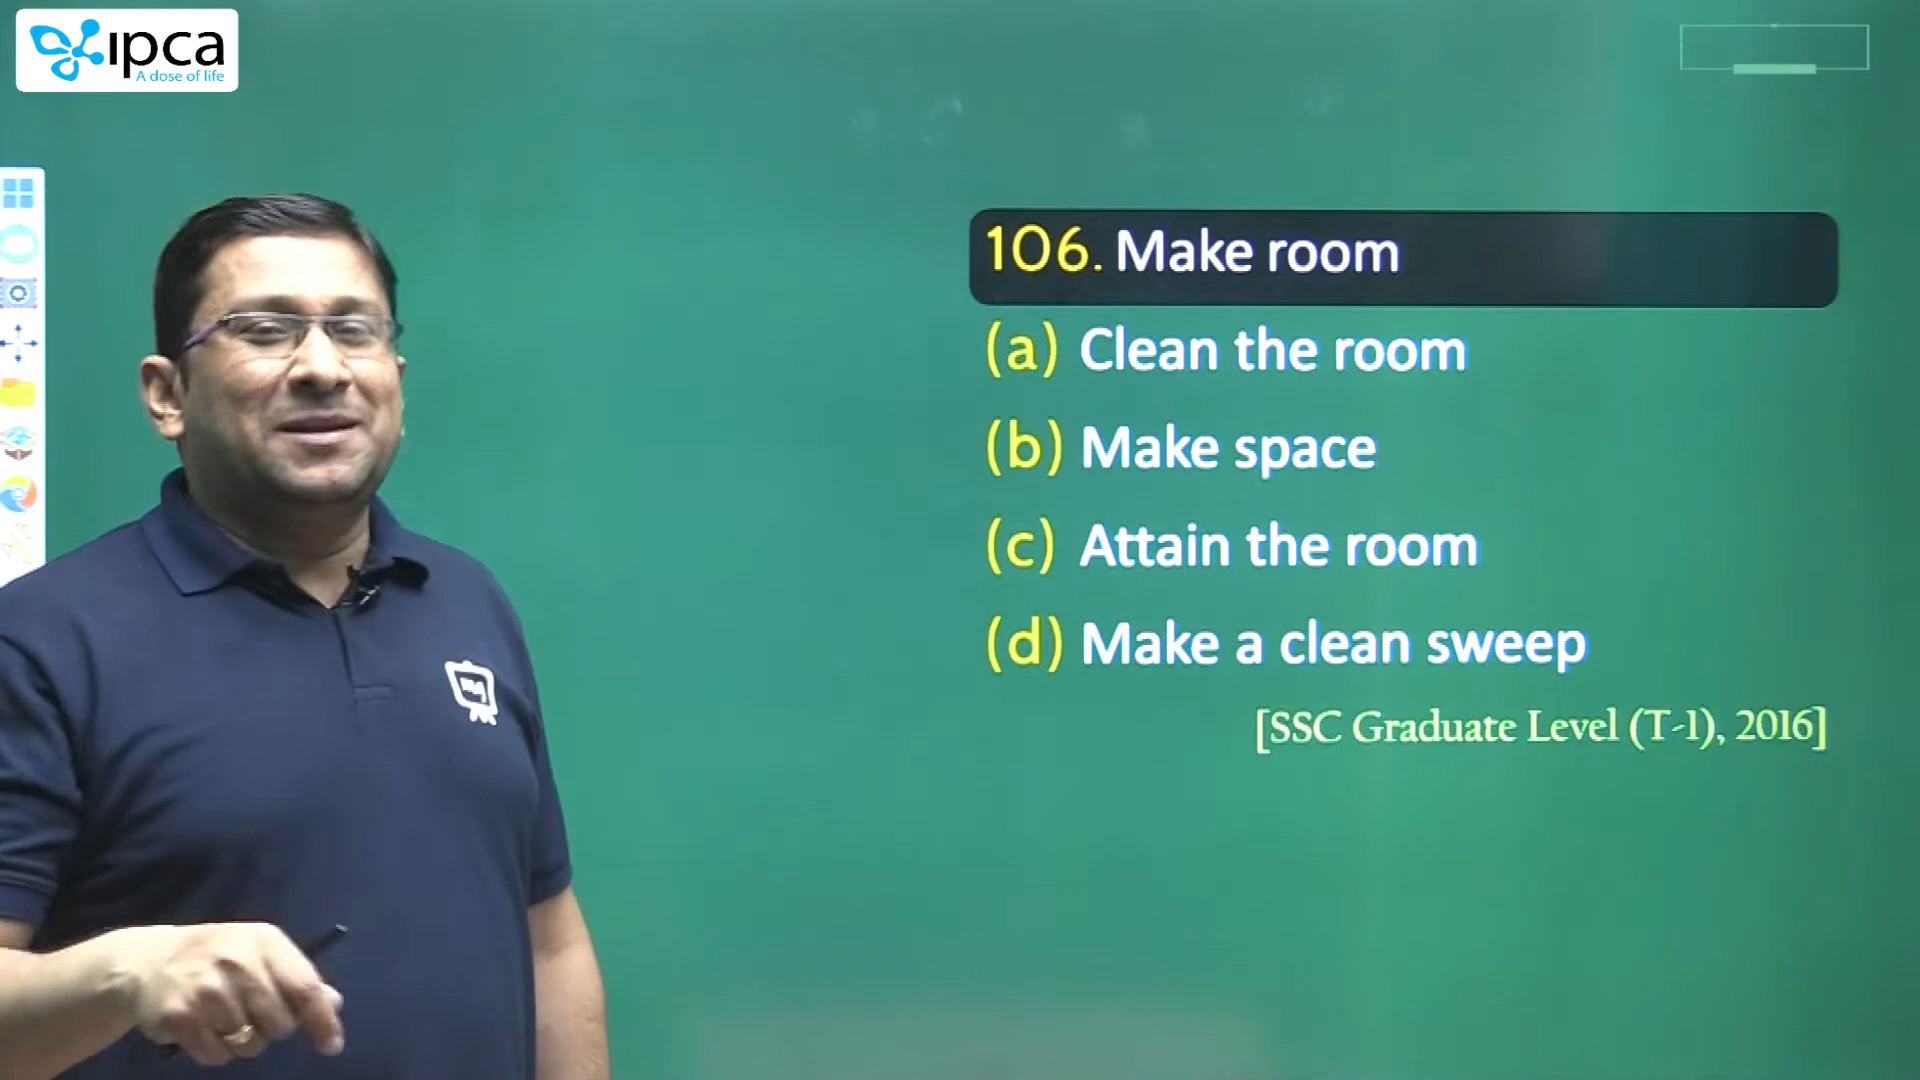 ipca
A dose of life
106. Make room
(a) Clean the room
(b) Make space
(c) Attain the room
(d) Make a clean sweep
[SSC Graduate Level (T-1), 2016]